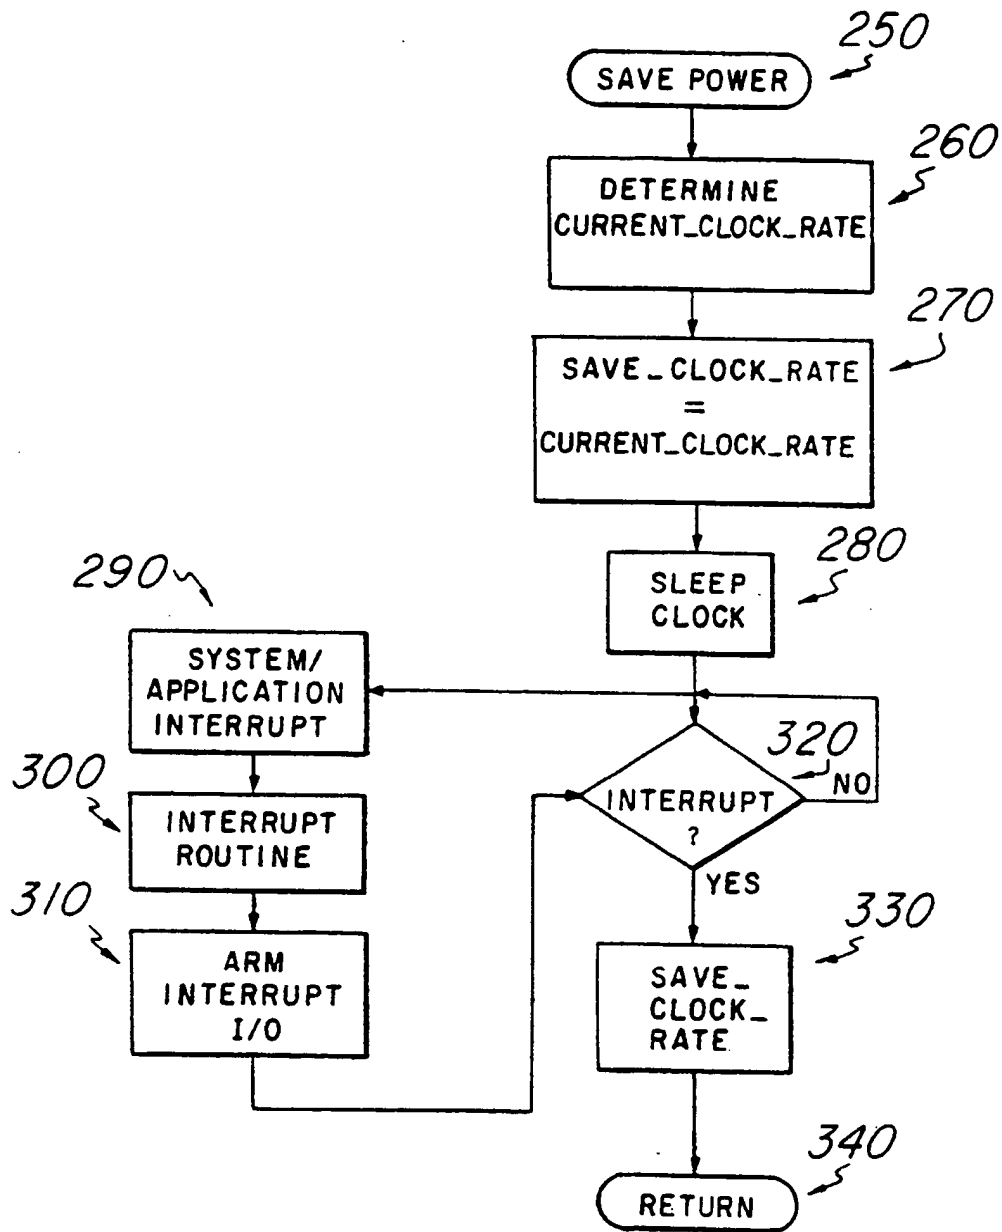 250
SAVE POWER
260
DETERMINE
CURRENT_CLOCK_RATE
270
SAVE_CLOCK_RATE
=
CURRENT_CLOCK_RATE
280
SLEEP
CLOCK
290
SYSTEM/
APPLICATION
INTERRUPT
300
INTERRUPT
ROUTINE
310
ARM
INTERRUPT
I/O
320
INTERRUPT
?
NO
YES
330
SAVE_
CLOCK_
RATE
340
RETURN